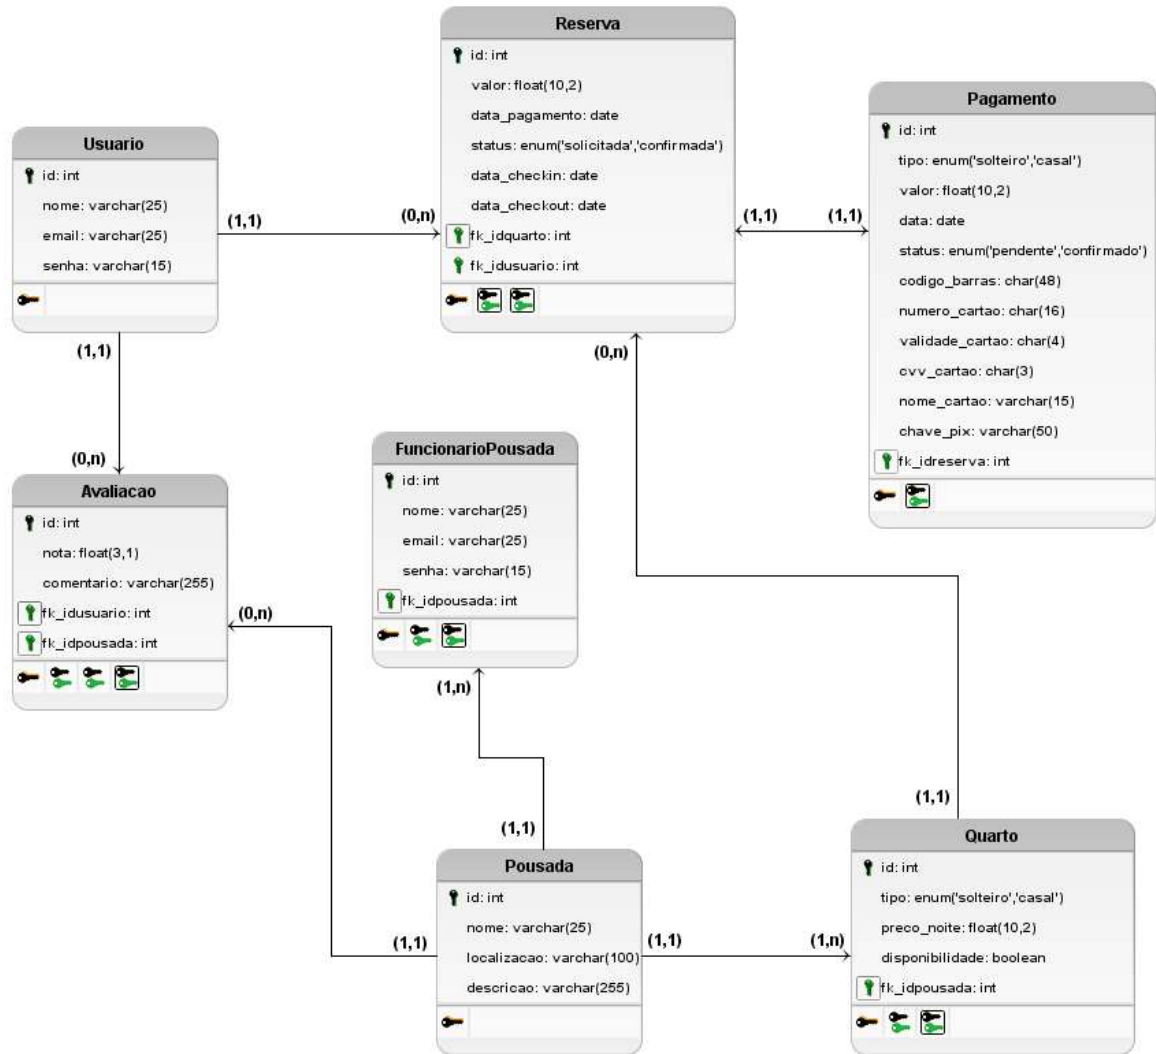 Reserva
id: int
valor: float(10,2)
data_pagamento: date
status: enum('solicitada','confirmada')
data_checkin: date
data_checkout: date
fk_idquarto: int
fk_idusuario: int
Pagamento
id: int
tipo: enum('solteiro','casal')
valor: float(10,2)
data: date
status: enum('pendente','confirmado')
codigo_barras: char(48)
numero_cartao: char(16)
validade_cartao: char(4)
cvv_cartao: char(3)
nome_cartao: varchar(15)
chave_pix: varchar(50)
fk_idreserva: int
Usuario
id: int
nome: varchar(25)
email: varchar(25)
senha: varchar(15)
(1,1)
(0,n)
(1,1)
(1,1)
(1,1)
(0,n)
(0,n)
FuncionarioPousada
id: int
nome: varchar(25)
email: varchar(25)
senha: varchar(15)
fk_idpousada: int
Avaliacao
id: int
nota: float(3,1)
comentario: varchar(255)
fk_idusuario: int
fk_idpousada: int
(0,n)
(1,n)
(1,1)
(1,1)
Pousada
id: int
nome: varchar(25)
localizacao: varchar(100)
descricao: varchar(255)
(1,1)
(1,1)
(1,n)
Quarto
id: int
tipo: enum('solteiro','casal')
preco_noite: float(10,2)
disponibilidade: boolean
fk_idpousada: int